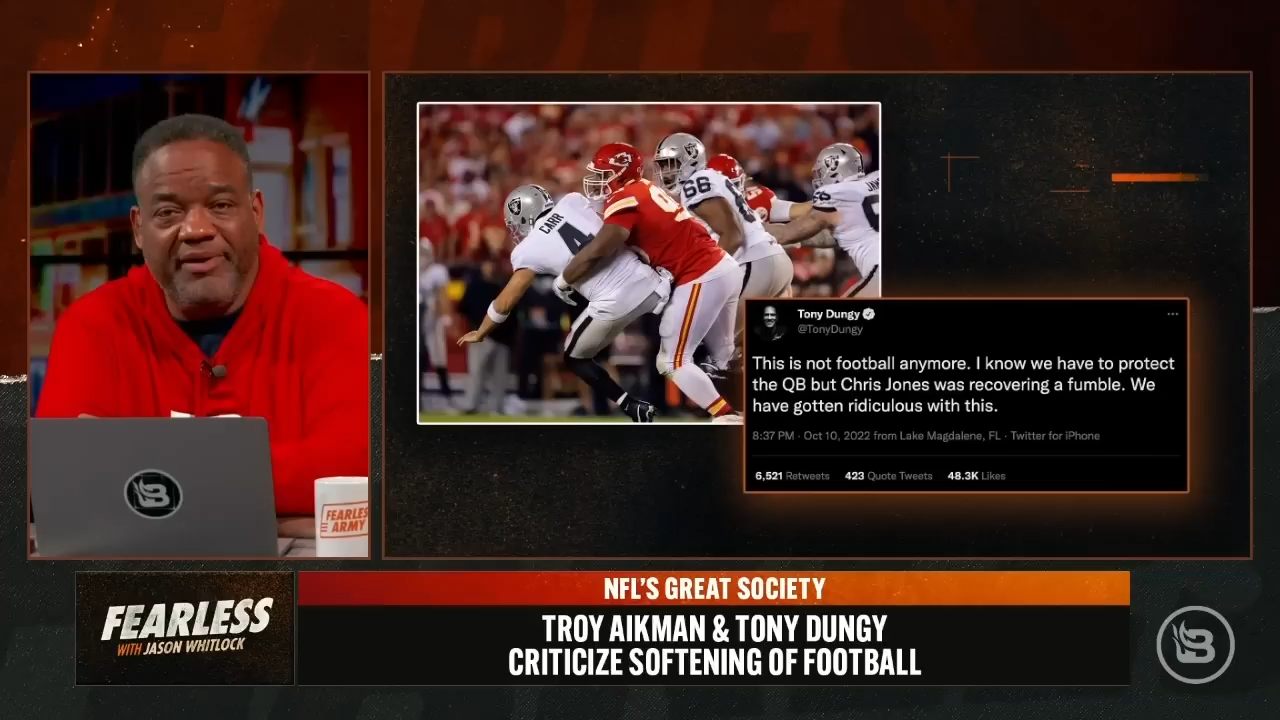 CARR
4
66
Tony Dungy
@TonyDungy
This is not football anymore. I know we have to protect
the QB but Chris Jones was recovering a fumble. We
have gotten ridiculous with this.
8:37 PM · Oct 10, 2022 from Lake Magdalene, FL · Twitter for iPhone
6,521 Retweets 423 Quote Tweets 48.3K Likes
B
FEARLESS
ARMY
NFL'S GREAT SOCIETY
TROY AIKMAN & TONY DUNGY
CRITICIZE SOFTENING OF FOOTBALL
FEARLESS
WITH JASON WHITLOCK
B